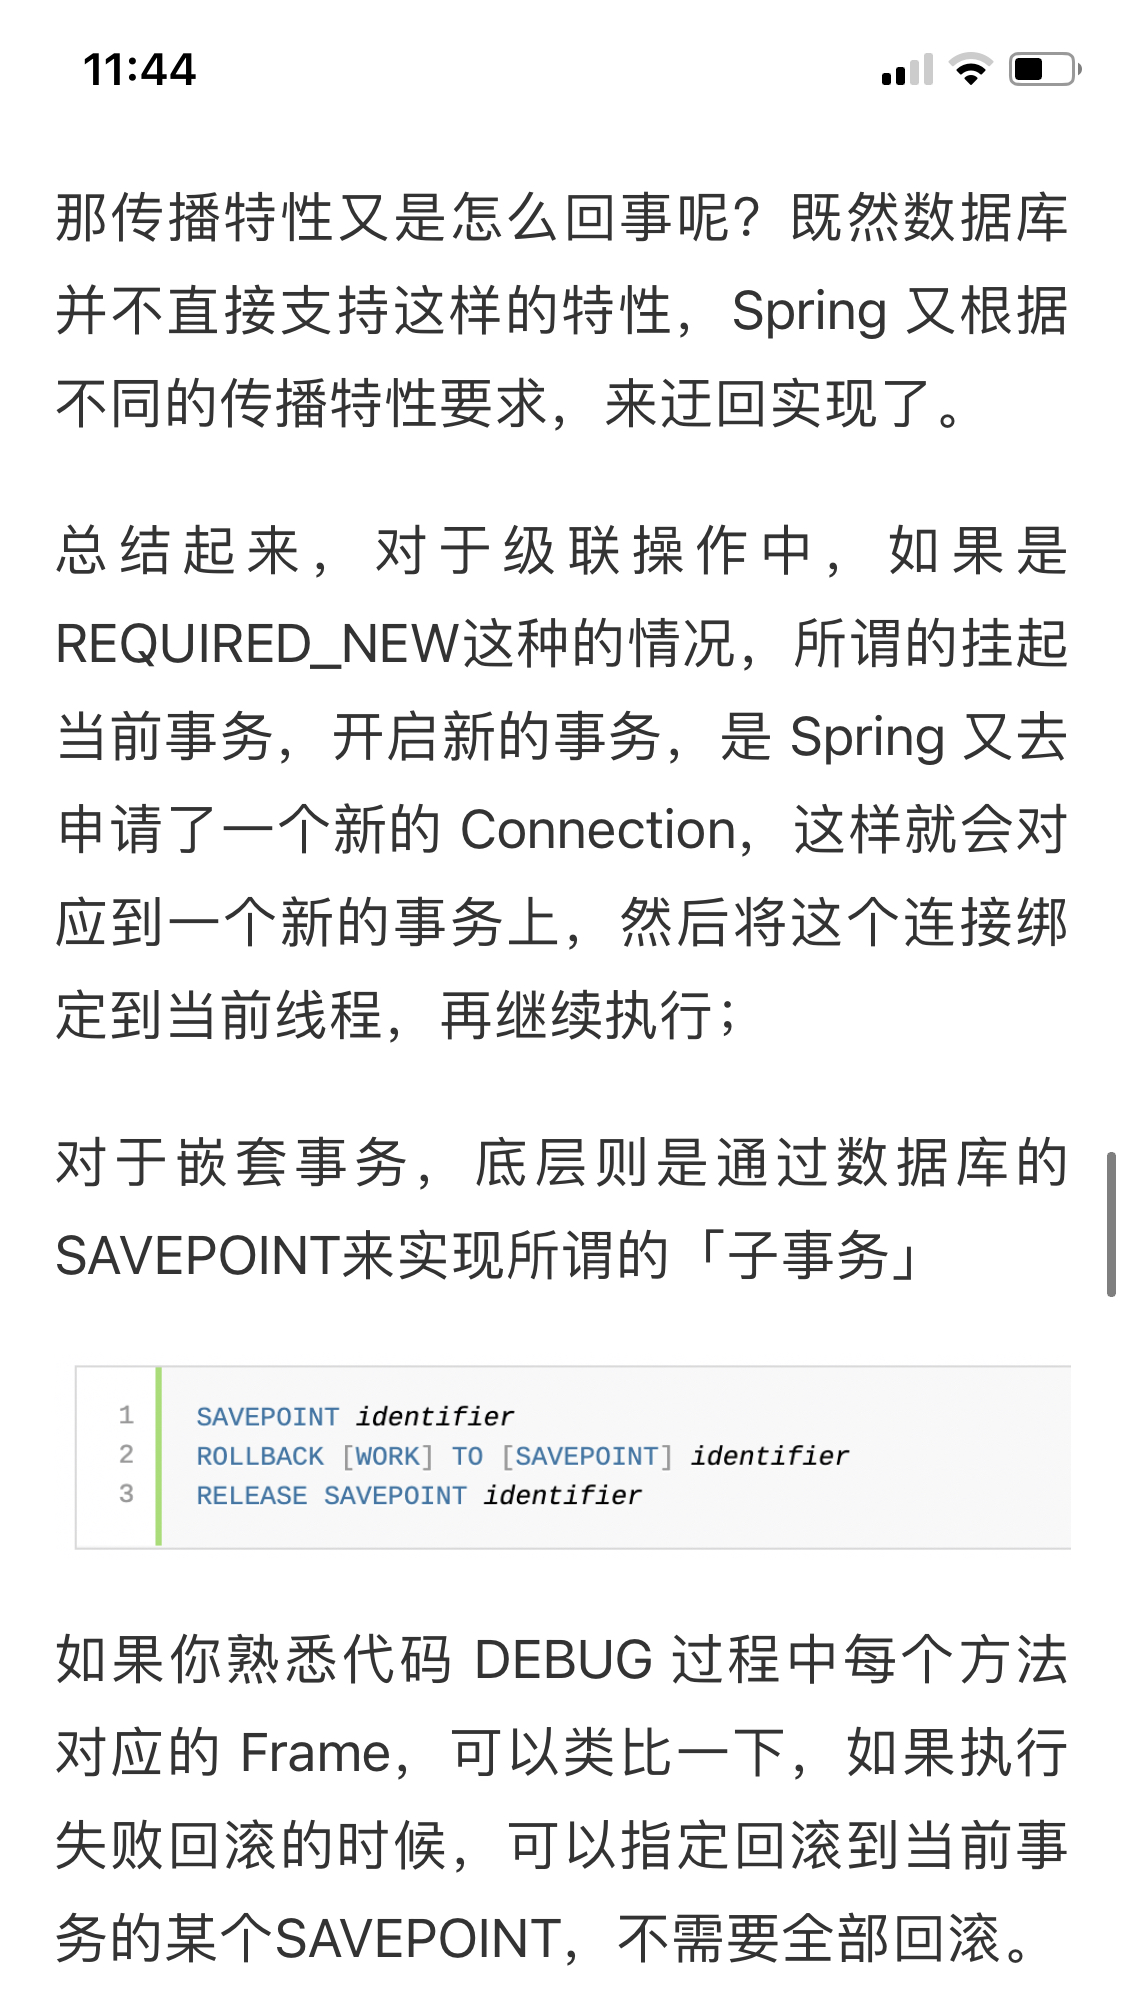 11:44
那传播特性又是怎么回事呢？既然数据库
并不直接支持这样的特性，Spring 又根据
不同的传播特性要求，来迂回实现了。
总结起来，对于级联操作中，如果是
REQUIRED_NEW这种的情况，所谓的挂起
当前事务，开启新的事务，是 Spring 又去
申请了一个新的 Connection，这样就会对
应到一个新的事务上，然后将这个连接绑
定到当前线程，再继续执行；
对于嵌套事务，底层则是通过数据库的
SAVEPOINT来实现所谓的「子事务」
1 SAVEPOINT identifier
2 ROLLBACK [WORK] TO [SAVEPOINT] identifier
3 RELEASE SAVEPOINT identifier
如果你熟悉代码 DEBUG 过程中每个方法
对应的 Frame，可以类比一下，如果执行
失败回滚的时候，可以指定回滚到当前事
务的某个SAVEPOINT，不需要全部回滚。